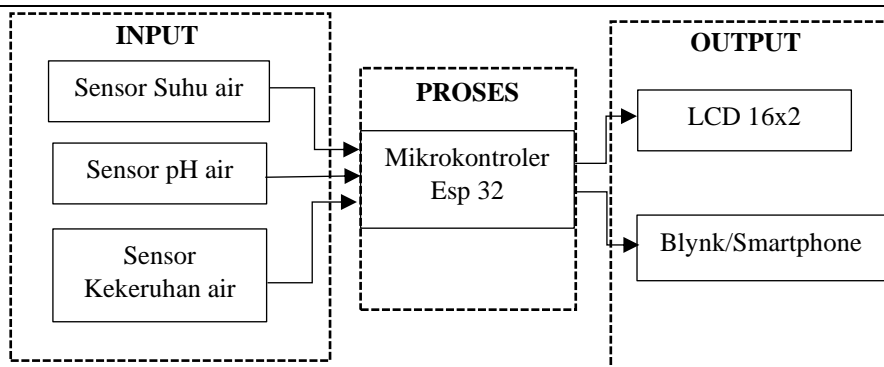 INPUT
Sensor Suhu air
Sensor pH air
Sensor
Kekeruhan air
PROSES
Mikrokontroler
Esp 32
OUTPUT
LCD 16x2
Blynk/Smartphone